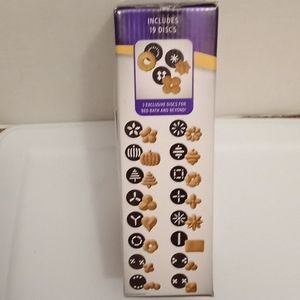 INCLUDES
19 DISCS
3 EXCLUSIVE DISCS FOR
BED BATH AND BEYOND!